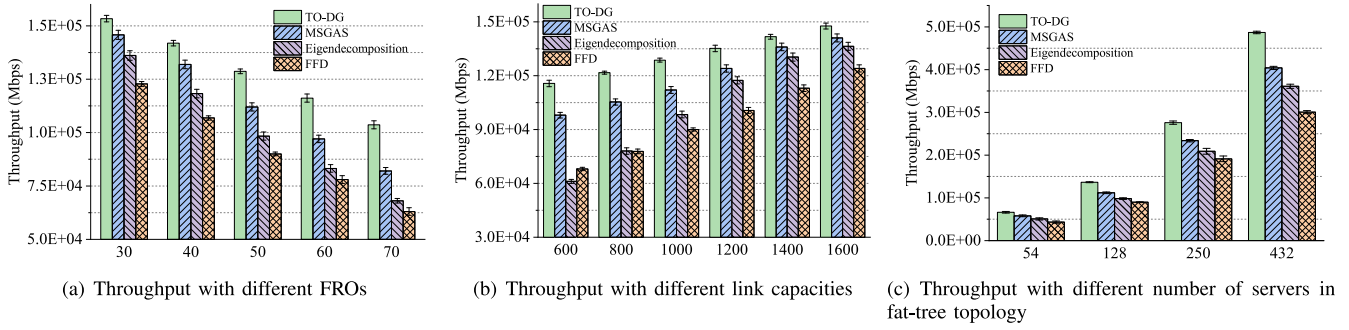 Throughput (Mbps)
1.5E+05
1.3E+05
1.0E+05
7.5E+04
5.0E+04
TO-DG
MSGAS
Eigendecomposition
FFD
30 40 50 60 70
(a) Throughput with different FROs
Throughput (Mbps)
1.5E+05
1.2E+05
9.0E+04
6.0E+04
3.0E+04
TO-DG
MSGAS
Eigendecomposition
FFD
600 800 1000 1200 1400 1600
(b) Throughput with different link capacities
Throughput (Mbps)
5.0E+05
4.0E+05
3.0E+05
2.0E+05
1.0E+05
0.0E+00
TO-DG
MSGAS
Eigendecomposition
FFD
54 128 250 432
(c) Throughput with different number of servers in
fat-tree topology